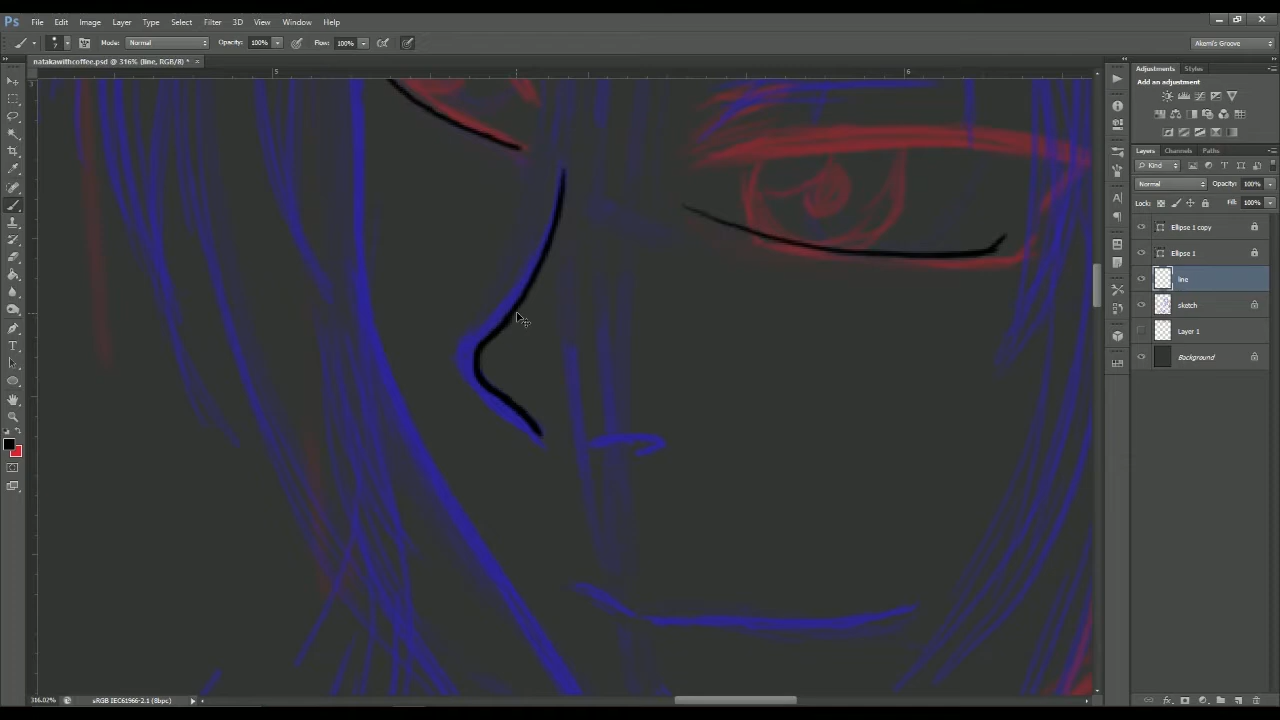 Ps File Edit Image Layer Type Select Filter 3D View Window Help
Mode: Normal Opacity: 100% Flow: 100% Akemi's Groove
natakawithcoffee.psd @ 316% (line, RGB/8) * ×
5 6
Adjustments Styles
Add an adjustment
Layers Channels Paths
Kind
Normal Opacity: 100%
Lock: Fill: 100%
Ellipse 1 copy
Ellipse 1
line
sketch
Layer 1
Background
316.02% sRGB IEC61966-2.1 (8bpc)